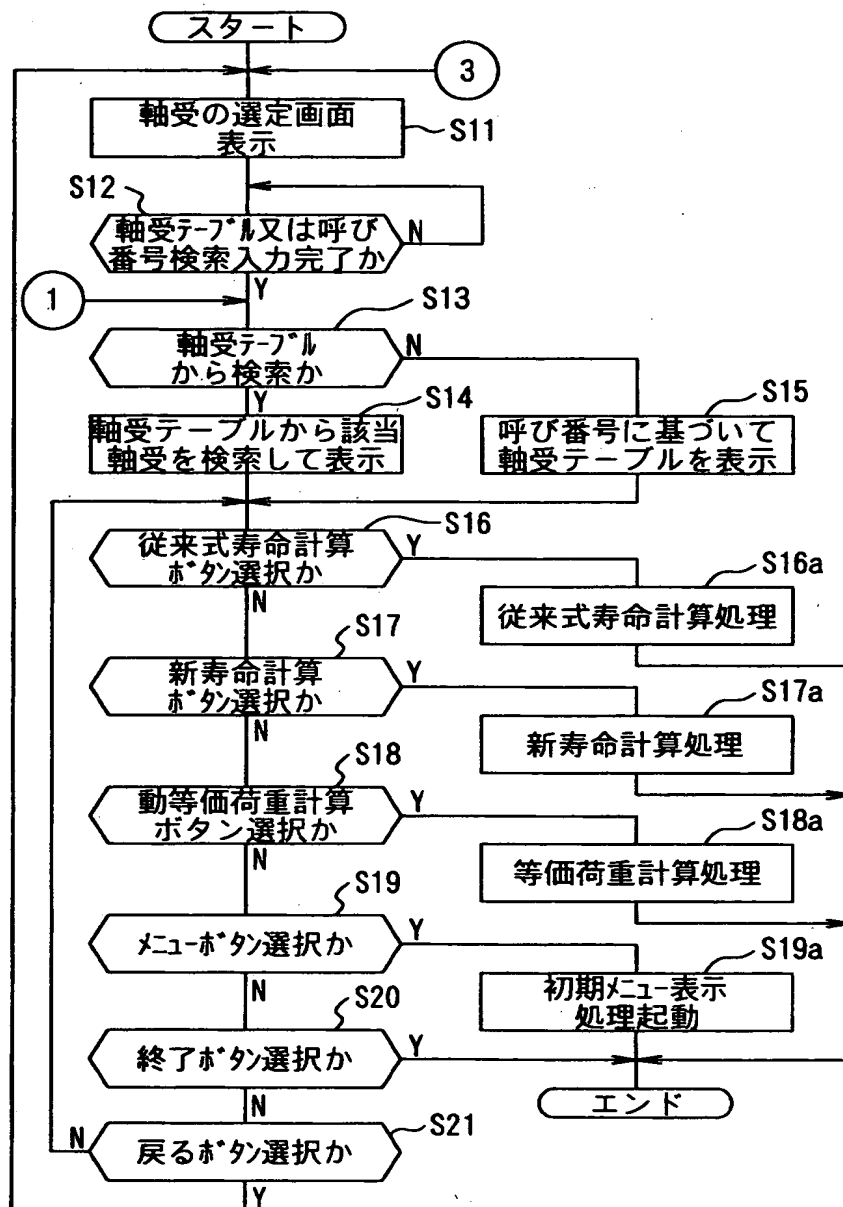 スタート
3
軸受の選定画面
表示
S11
S12
軸受テーブル又は呼び
番号検索入力完了か
N
Y
1
S13
軸受テーブル
から検索か
N
Y
S14
軸受テーブルから該当
軸受を検索して表示
S15
呼び番号に基づいて
軸受テーブルを表示
S16
従来式寿命計算
ボタン選択か
Y
N
S16a
従来式寿命計算処理
S17
新寿命計算
ボタン選択か
Y
N
S17a
新寿命計算処理
S18
動等価荷重計算
ボタン選択か
Y
N
S18a
等価荷重計算処理
S19
メニューボタン選択か
Y
N
S19a
初期メニュー表示
処理起動
S20
終了ボタン選択か
Y
N
エンド
S21
戻るボタン選択か
N
Y